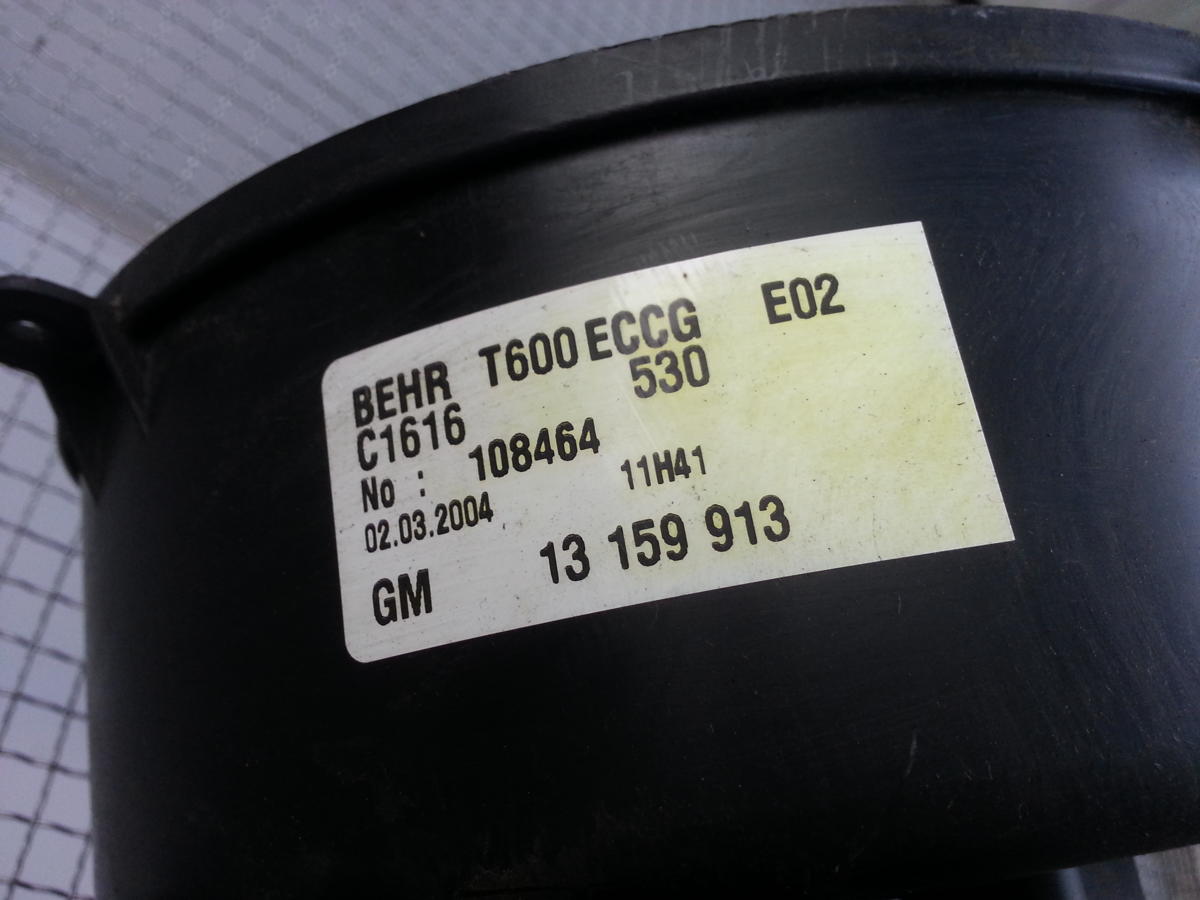 BEHR T600 ECCG E02
C1616 530
No : 108464
02.03.2004 11H41
GM 13 159 913